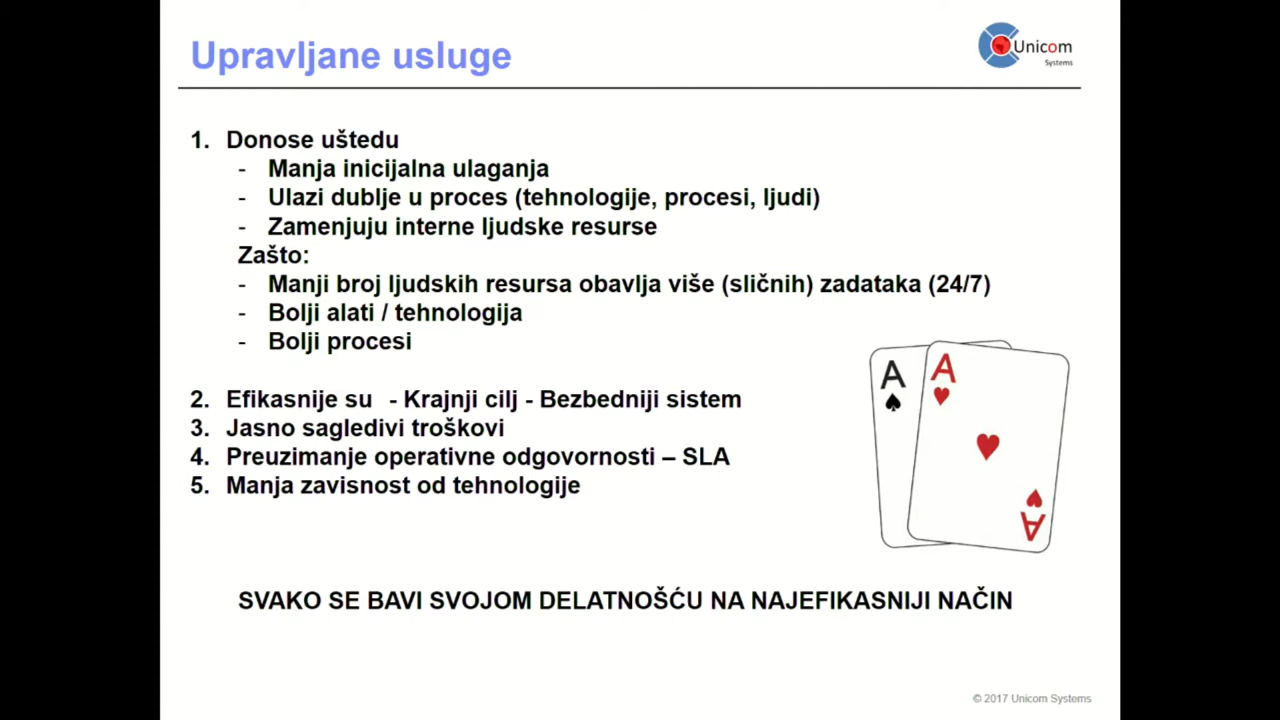 Upravljane usluge
Unicom
Systems
1. Donose uštedu
- Manja inicijalna ulaganja
- Ulazi dublje u proces (tehnologije, procesi, ljudi)
- Zamenjuju interne ljudske resurse
Zašto:
- Manji broj ljudskih resursa obavlja više (sličnih) zadataka (24/7)
- Bolji alati / tehnologija
- Bolji procesi
2. Efikasnije su - Krajnji cilj - Bezbedniji sistem
3. Jasno sagledivi troškovi
4. Preuzimanje operativne odgovornosti – SLA
5. Manja zavisnost od tehnologije
A
A
A
SVAKO SE BAVI SVOJOM DELATNOŠĆU NA NAJEFIKASNIJI NAČIN
© 2017 Unicom Systems